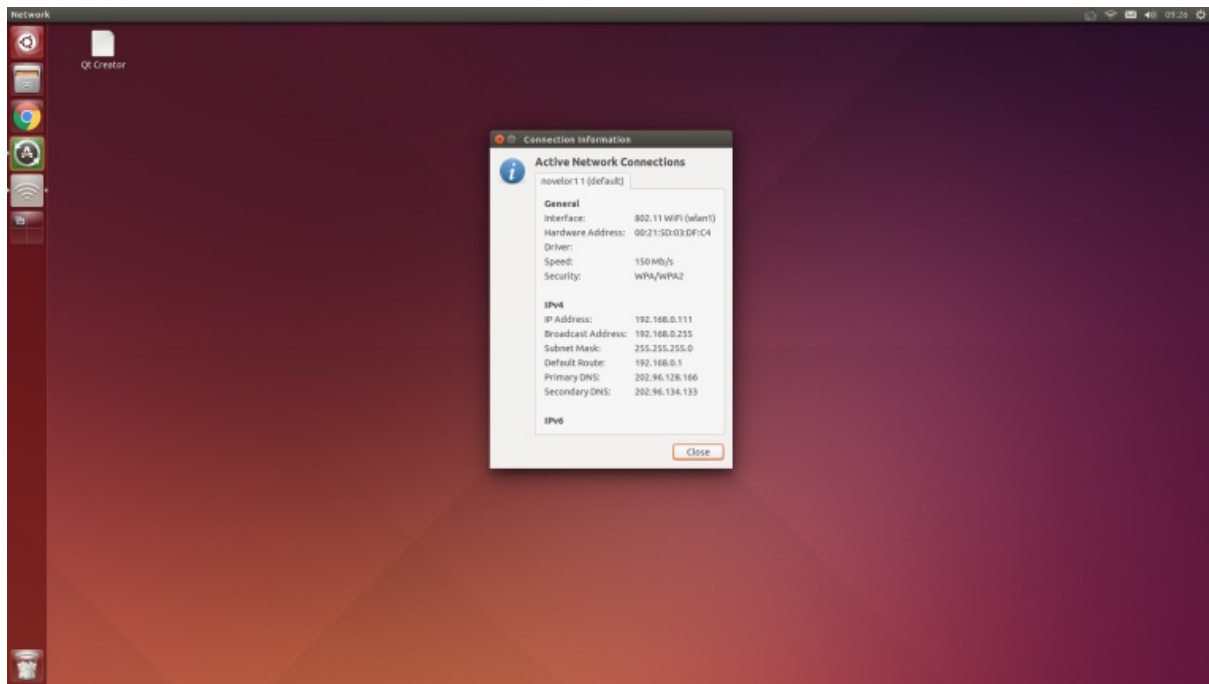 Network
09:26
Qt Creator
Connection Information
Active Network Connections
novelor1 1 (default)
General
Interface: 802.11 WiFi (wlan1)
Hardware Address: 00:21:5D:03:DF:C4
Driver:
Speed: 150 Mb/s
Security: WPA/WPA2
IPv4
IP Address: 192.168.0.111
Broadcast Address: 192.168.0.255
Subnet Mask: 255.255.255.0
Default Route: 192.168.0.1
Primary DNS: 202.96.128.166
Secondary DNS: 202.96.134.133
IPv6
Close